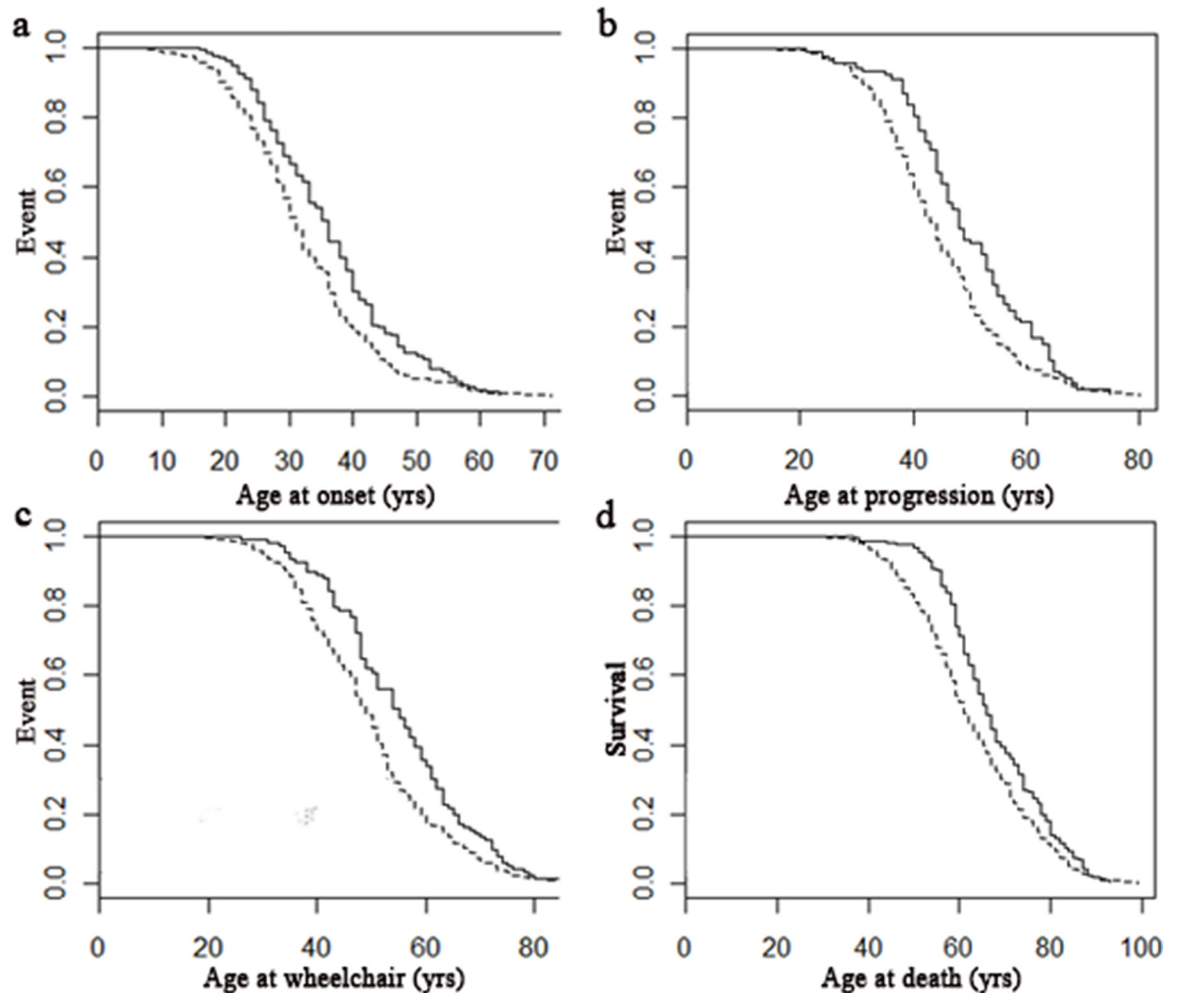 a
1.0
0.8
0.6
0.4
0.2
0.0
Event
0 10 20 30 40 50 60 70
Age at onset (yrs)
b
1.0
0.8
0.6
0.4
0.2
0.0
Event
0 20 40 60 80
Age at progression (yrs)
c
1.0
0.8
0.6
0.4
0.2
0.0
Event
0 20 40 60 80
Age at wheelchair (yrs)
d
1.0
0.8
0.6
0.4
0.2
0.0
Survival
0 20 40 60 80 100
Age at death (yrs)